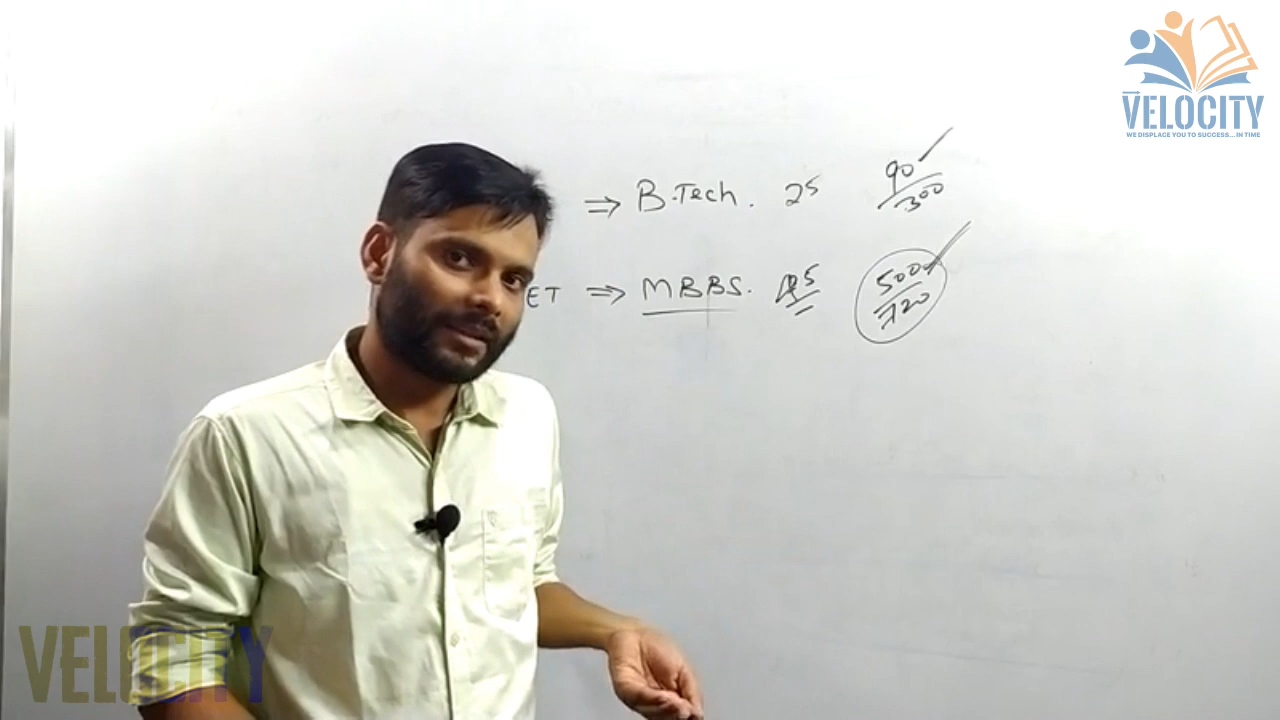 VELOCITY
WE DISPLACE YOU TO SUCCESS...IN TIME
⇒ B.Tech. 25 90/300
ET ⇒ MBBS. 500/720
VELOCITY